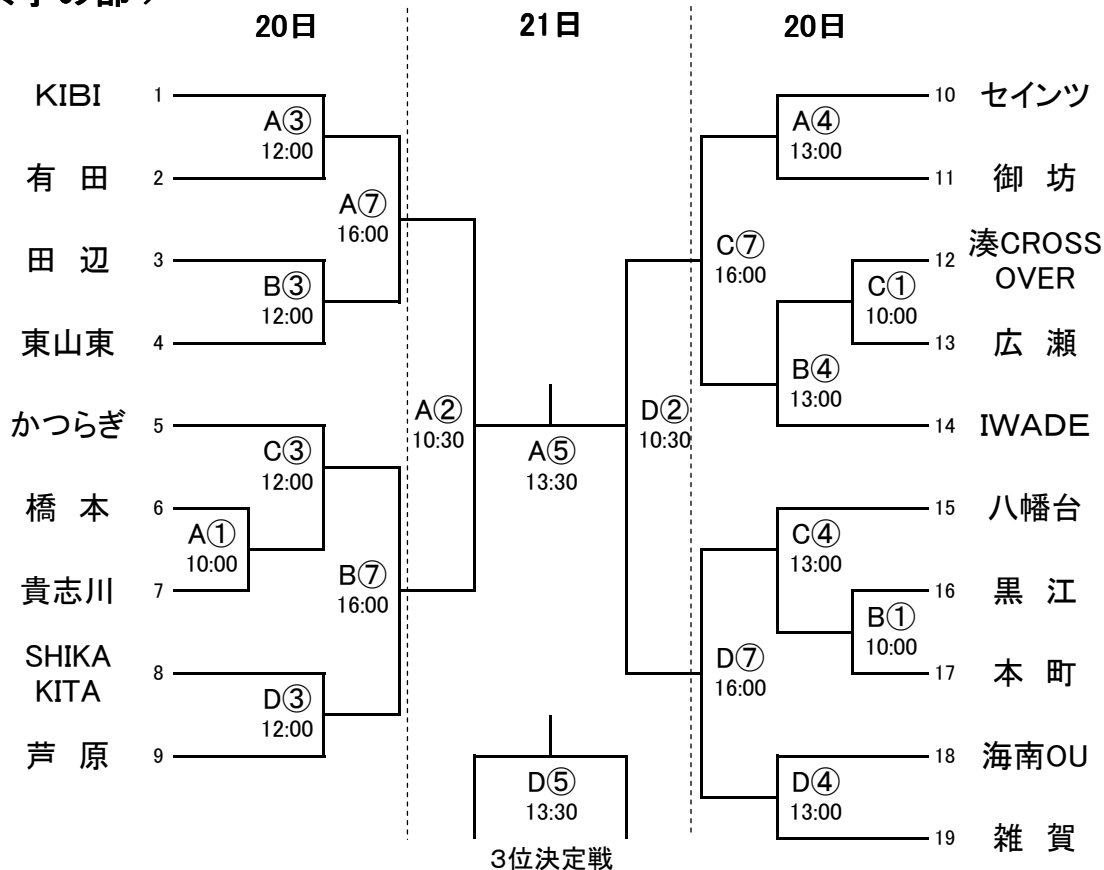 20日
21日
20日
KIBI 1
A③
12:00
有 田 2
A⑦
16:00
田 辺 3
B③
12:00
東山東 4
A②
10:30
かつらぎ 5
C③
12:00
橋 本 6
A①
10:00
貴志川 7
B⑦
16:00
SHIKA
KITA
8
D③
12:00
芦 原 9
A⑤
13:30
D⑤
13:30
3位決定戦
10 セインツ
A④
13:00
11 御 坊
C⑦
16:00
12 湊CROSS
OVER
C①
10:00
13 広 瀬
B④
13:00
14 IWADE
D②
10:30
15 八幡台
C④
13:00
16 黒 江
B①
10:00
17 本 町
D⑦
16:00
18 海南OU
D④
13:00
19 雑 賀